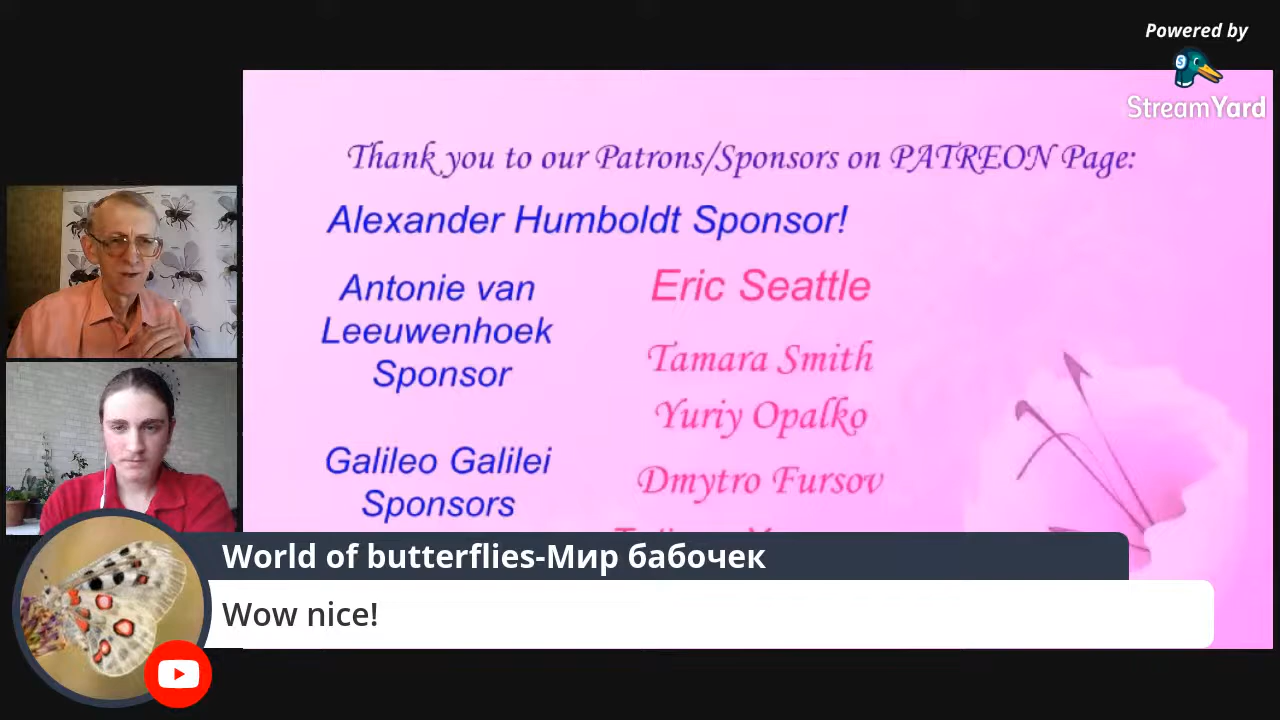 Powered by
StreamYard
Thank you to our Patrons/Sponsors on PATREON Page:
Alexander Humboldt Sponsor!
Eric Seattle
Antonie van
Leeuwenhoek
Sponsor
Tamara Smith
Yuriy Opalko
Galileo Galilei
Sponsors
Dmytro Fursov
World of butterflies-Мир бабочек
Wow nice!